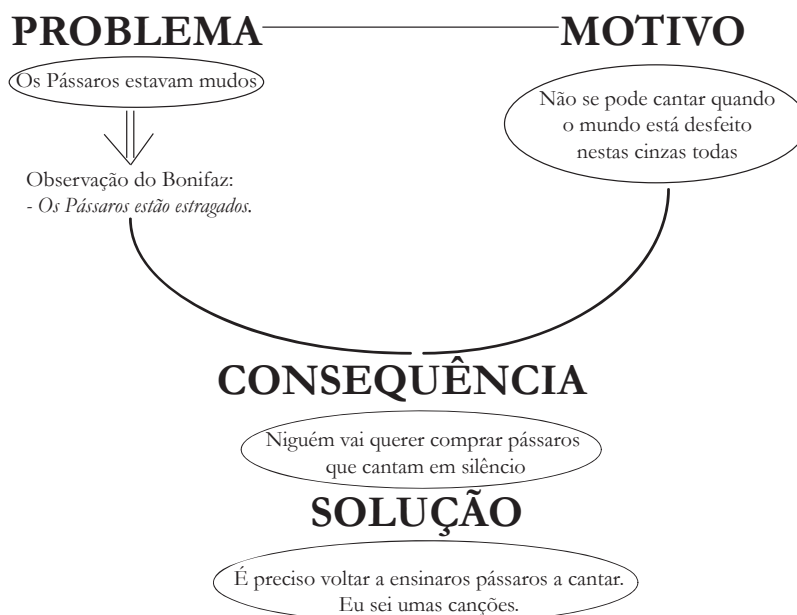 PROBLEMA
MOTIVO
Os Pássaros estavam mudos
Não se pode cantar quando
o mundo está desfeito
nestas cinzas todas
Observação do Bonifaz:
- Os Pássaros estão estragados.
CONSEQUÊNCIA
Niguém vai querer comprar pássaros
que cantam em silêncio
SOLUÇÃO
É preciso voltar a ensinaros pássaros a cantar.
Eu sei umas canções.